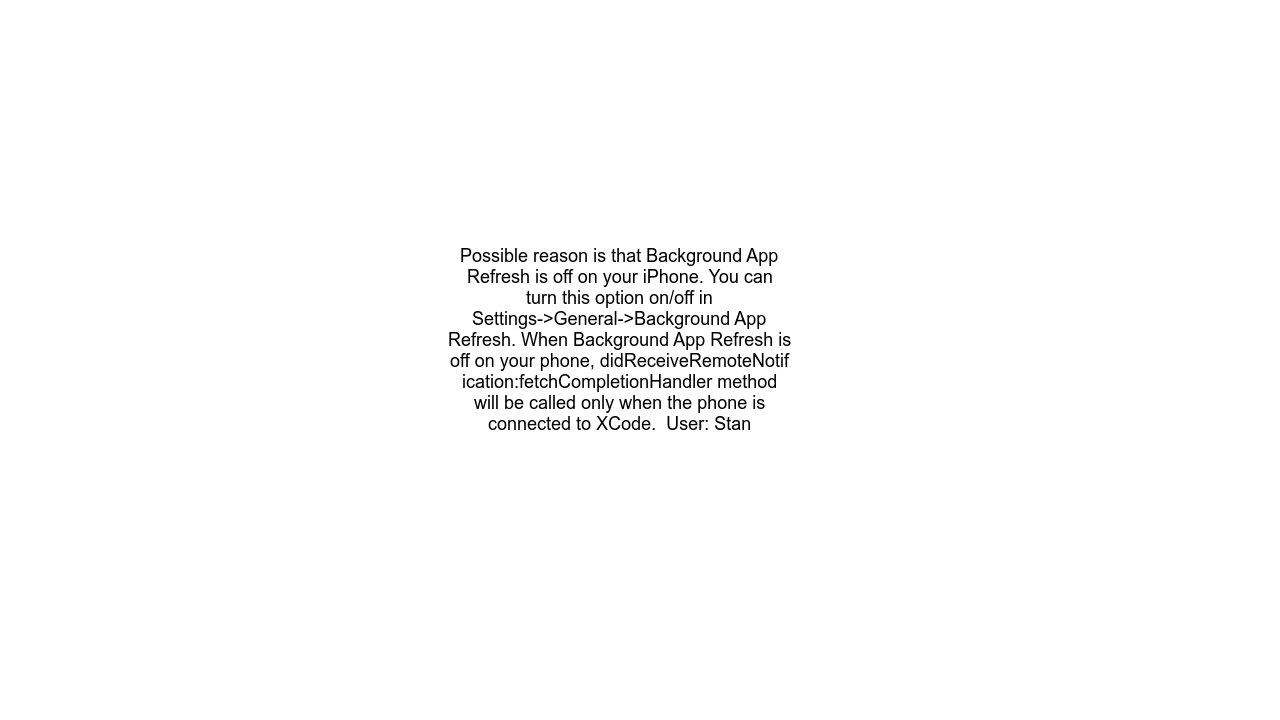 Possible reason is that Background App
Refresh is off on your iPhone. You can
turn this option on/off in
Settings->General->Background App
Refresh. When Background App Refresh is
off on your phone, didReceiveRemoteNotif
ication:fetchCompletionHandler method
will be called only when the phone is
connected to XCode.  User: Stan